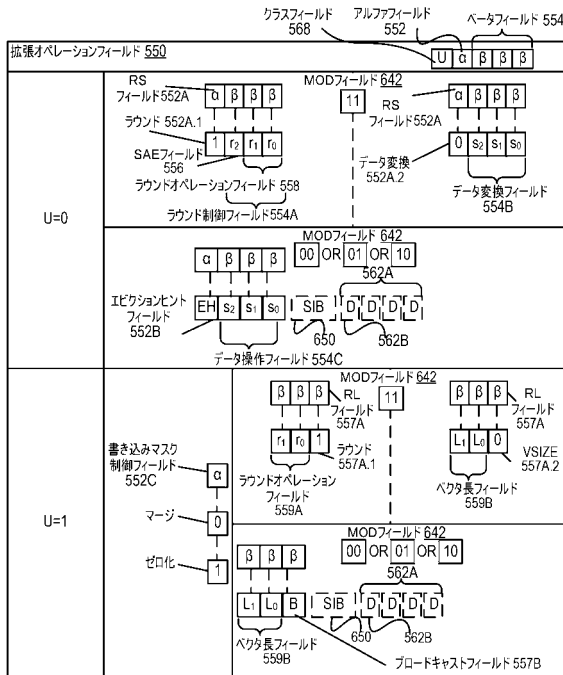 クラスフィールド
568
アルファフィールド
552
ベータフィールド 554
拡張オペレーションフィールド 550
U α β β β
U=0
RS
フィールド552A
α β β β
ラウンド 552A.1
1 r2 r1 r0
SAEフィールド
556
ラウンドオペレーションフィールド 558
ラウンド制御フィールド554A
MODフィールド 642
11
RS
フィールド552A
α β β β
0 s2 s1 s0
データ変換
552A.2
データ変換フィールド
554B
MODフィールド 642
00 OR 01 OR 10
α β β β
562A
エビクションヒント
フィールド
552B
EH s2 s1 s0 SIB D D D D
650
562B
データ操作フィールド 554C
U=1
書き込みマスク
制御フィールド
552C
α
マージ
0
ゼロ化
1
MODフィールド 642
11
β β β
RL
フィールド
557A
r1 r0 1
ラウンド
557A.1
ラウンドオペレーション
フィールド
559A
β β β
RL
フィールド
557A
L1 L0 0
VSIZE
557A.2
ベクタ長フィールド
559B
MODフィールド 642
00 OR 01 OR 10
562A
β β β
L1 L0 B SIB D D D D
650
562B
ベクタ長フィールド
559B
ブロードキャストフィールド 557B